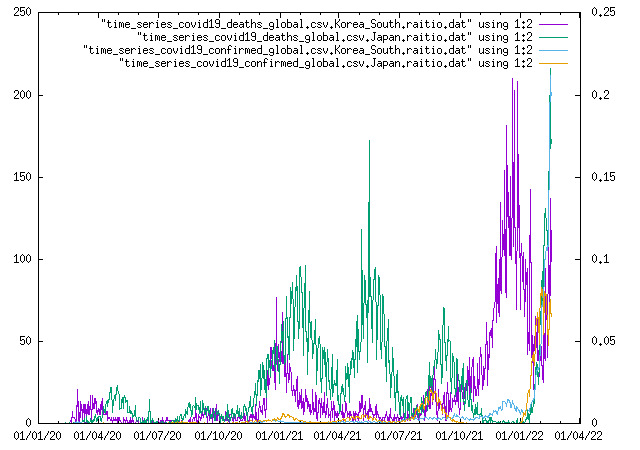 250
200
150
100
50
0
0.25
0.2
0.15
0.1
0.05
0
"time_series_covid19_deaths_global.csv.Korea_South.raitio.dat" using 1:2
"time_series_covid19_deaths_global.csv.Japan.raitio.dat" using 1:2
"time_series_covid19_confirmed_global.csv.Korea_South.raitio.dat" using 1:2
"time_series_covid19_confirmed_global.csv.Japan.raitio.dat" using 1:2
01/01/20 01/04/20 01/07/20 01/10/20 01/01/21 01/04/21 01/07/21 01/10/21 01/01/22 01/04/22